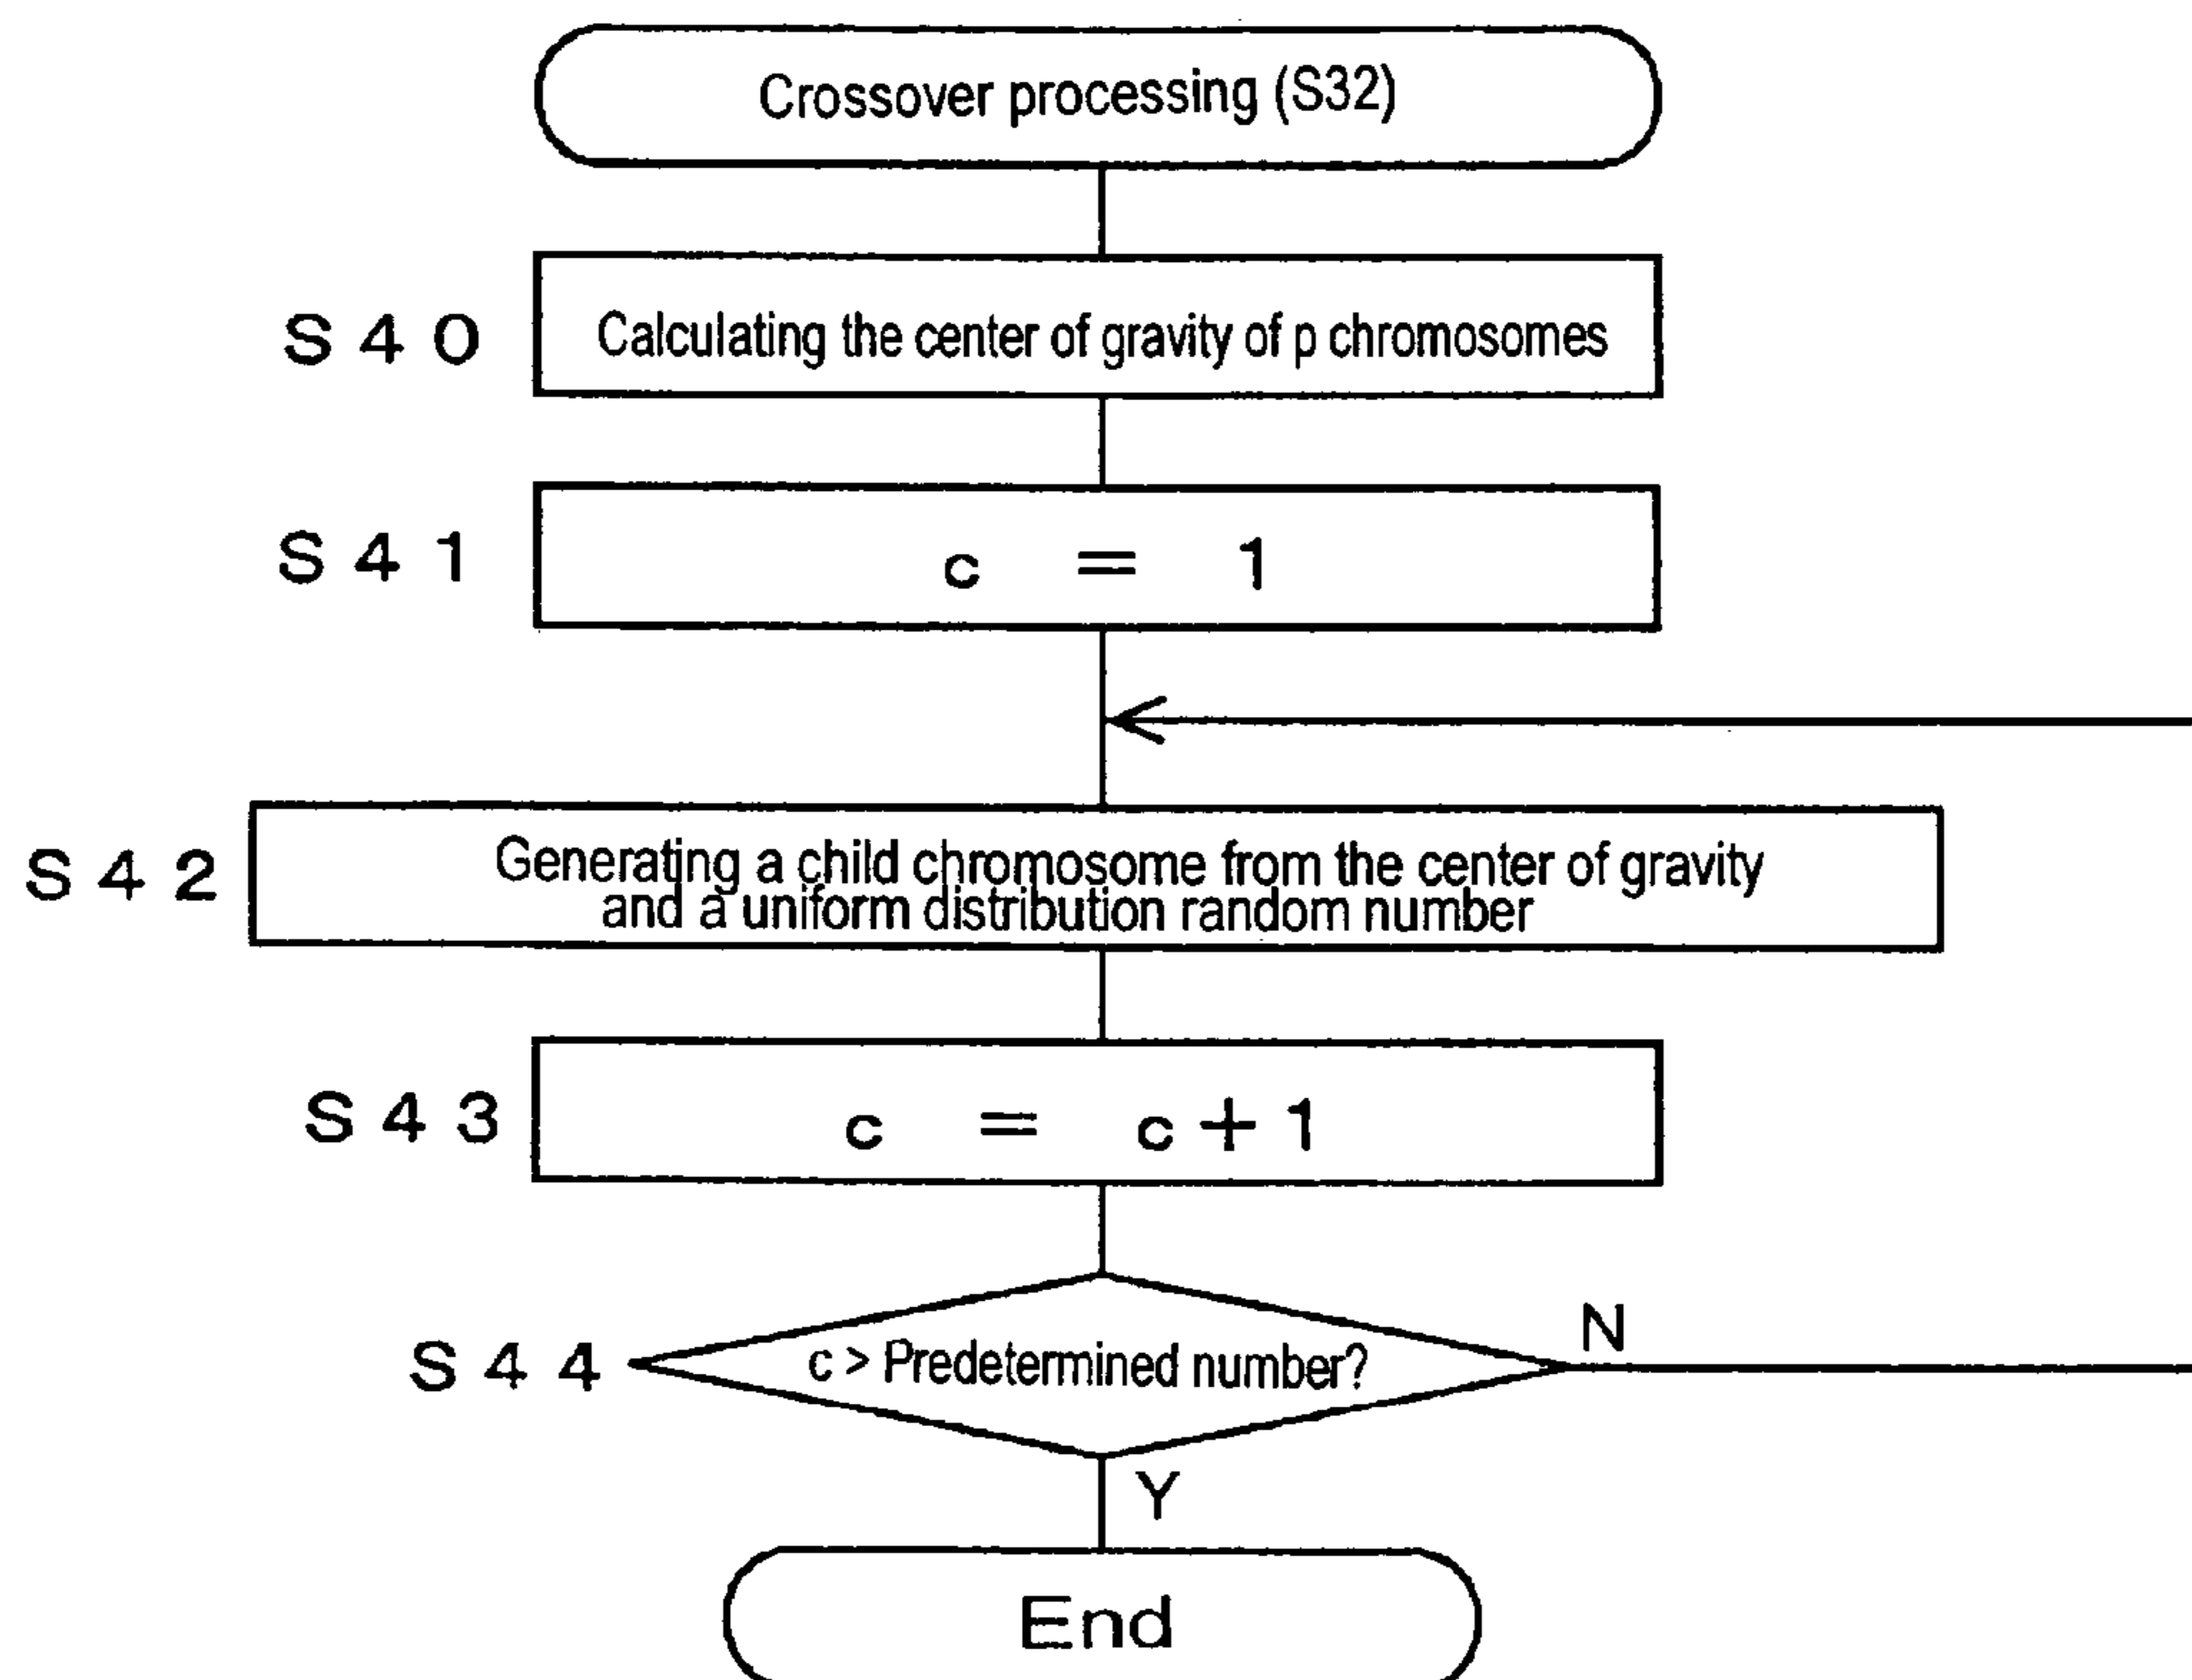 Crossover processing (S32)
S40 Calculating the center of gravity of p chromosomes
S41 c = 1
S42 Generating a child chromosome from the center of gravity
and a uniform distribution random number
S43 c = c+1
S44 c > Predetermined number? N
Y
End